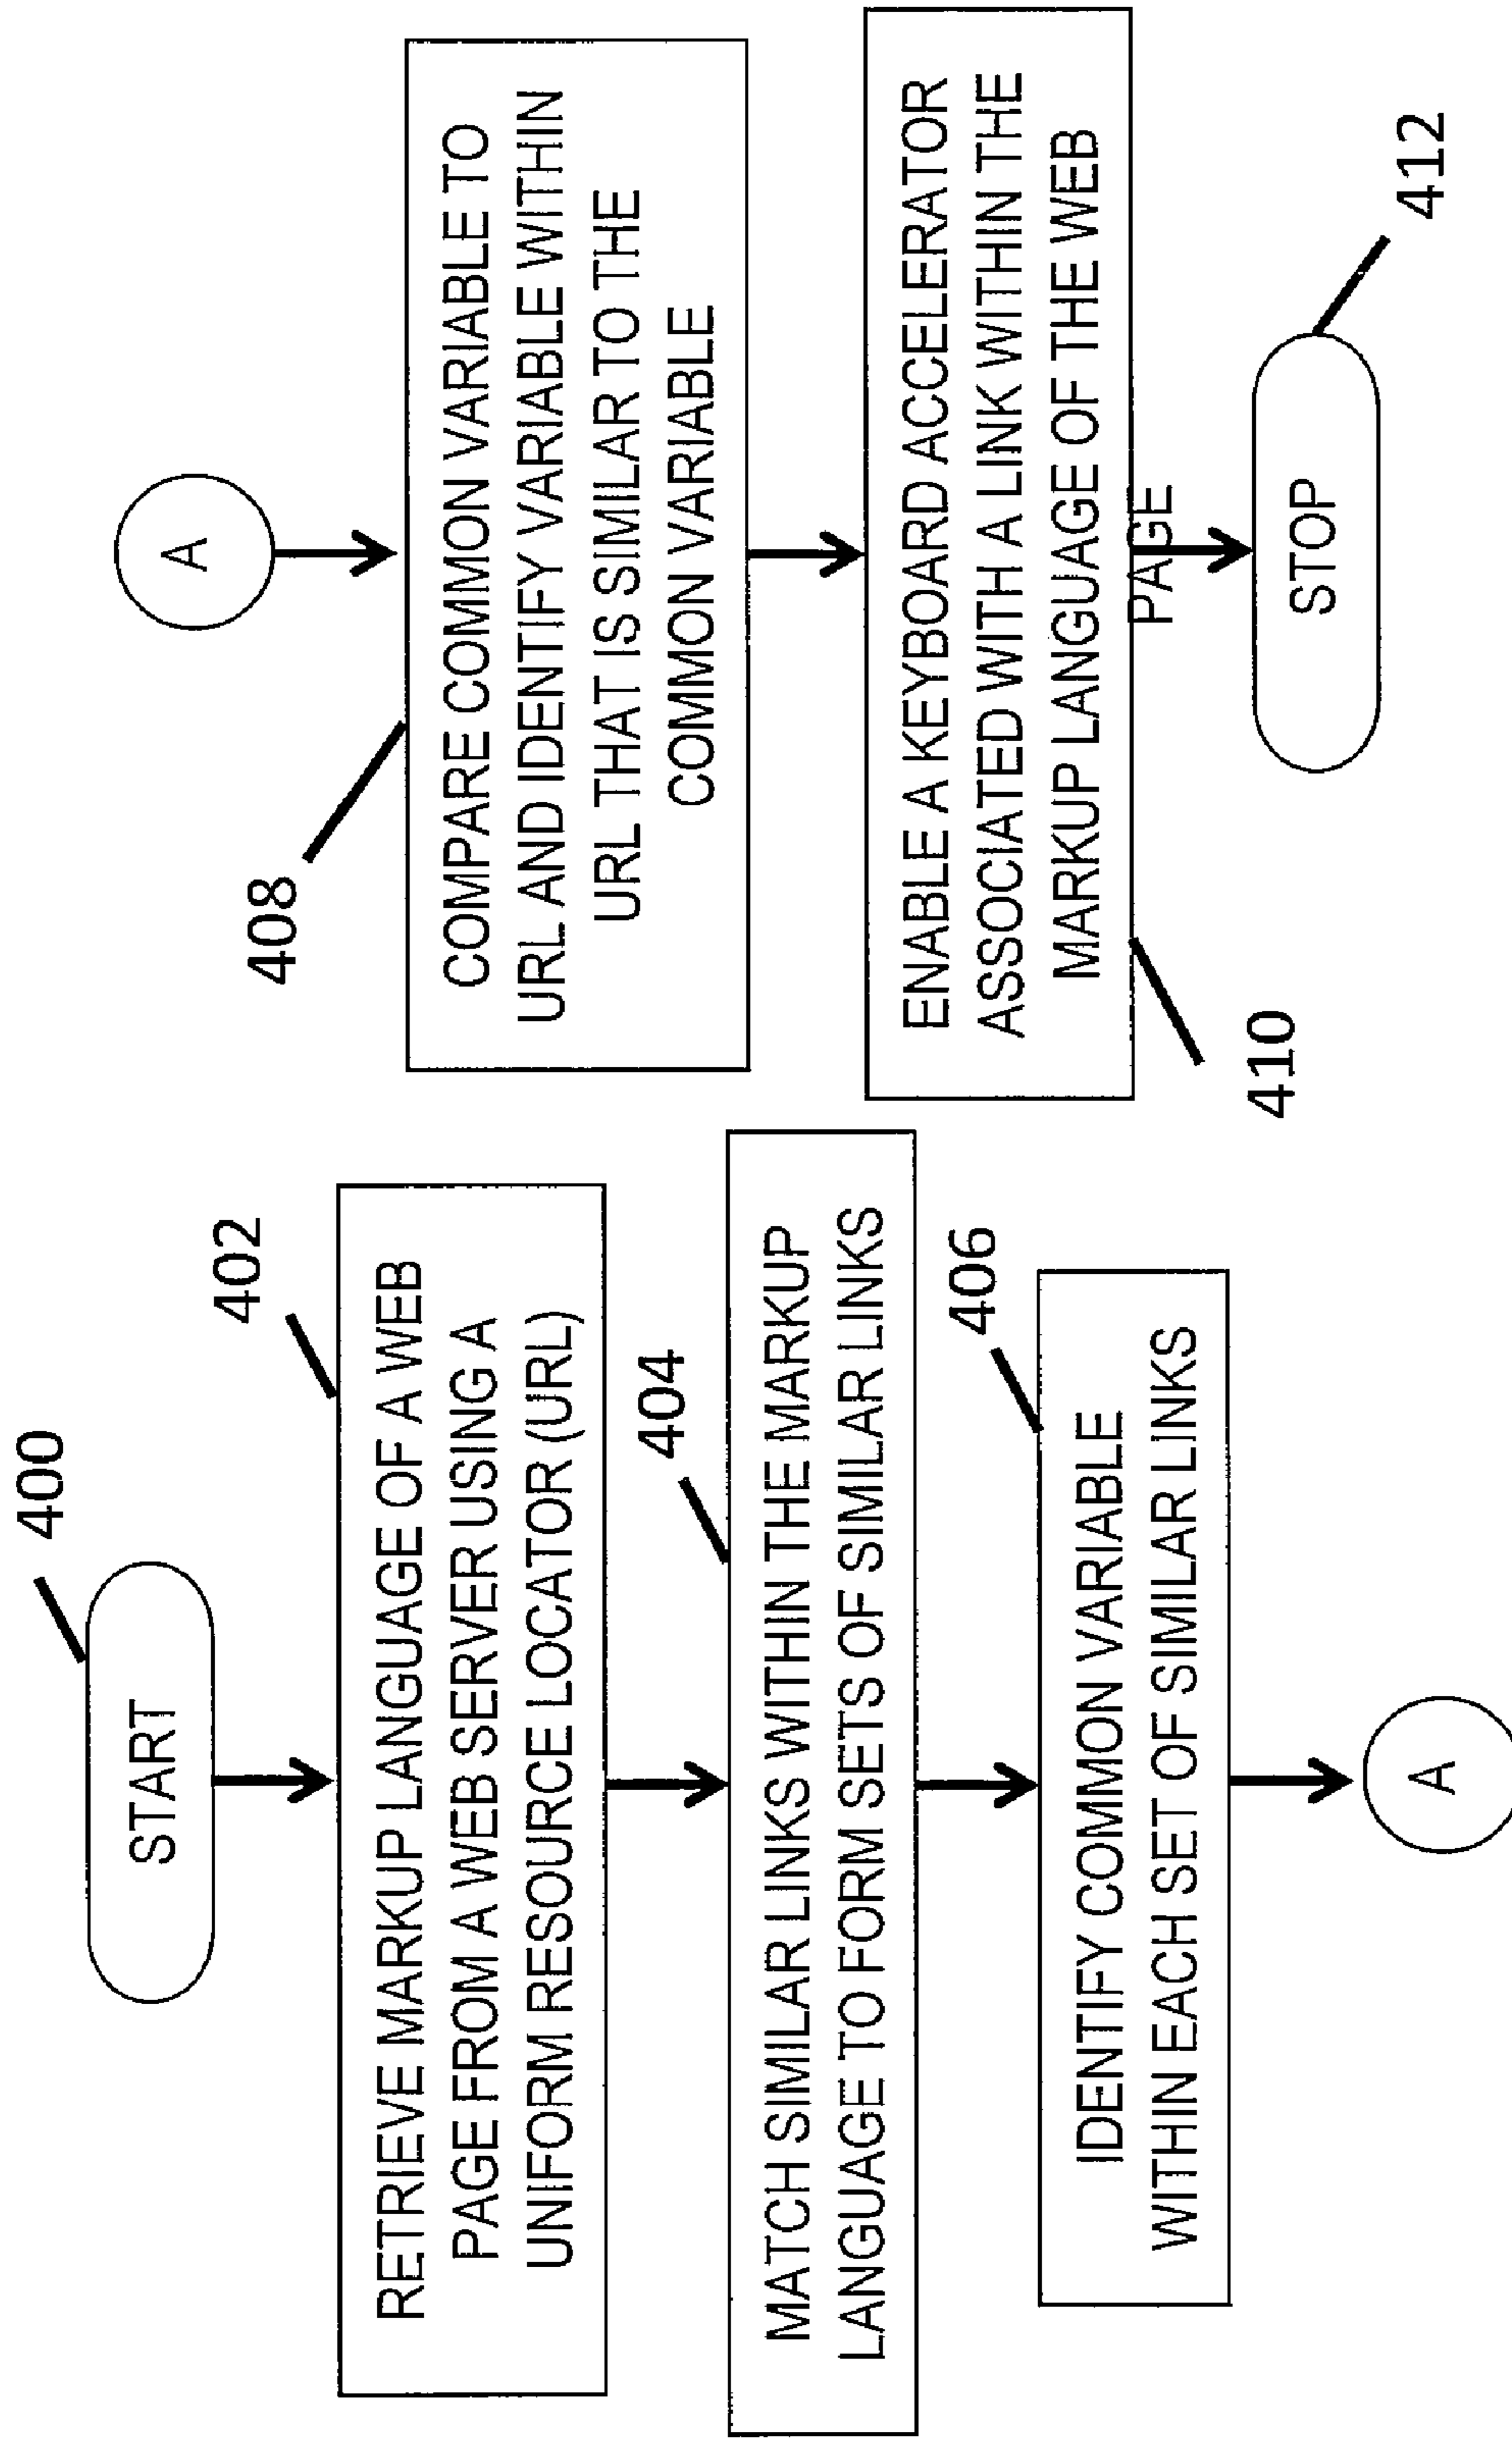 400
START
402
RETRIEVE MARKUP LANGUAGE OF A WEB
PAGE FROM A WEB SERVER USING A
UNIFORM RESOURCE LOCATOR (URL)
404
MATCH SIMILAR LINKS WITHIN THE MARKUP
LANGUAGE TO FORM SETS OF SIMILAR LINKS
406
IDENTIFY COMMON VARIABLE
WITHIN EACH SET OF SIMILAR LINKS
A
A
408
COMPARE COMMON VARIABLE TO
URL AND IDENTIFY VARIABLE WITHIN
URL THAT IS SIMILAR TO THE
COMMON VARIABLE
ENABLE A KEYBOARD ACCELERATOR
ASSOCIATED WITH A LINK WITHIN THE
MARKUP LANGUAGE OF THE WEB
PAGE
410
STOP
412